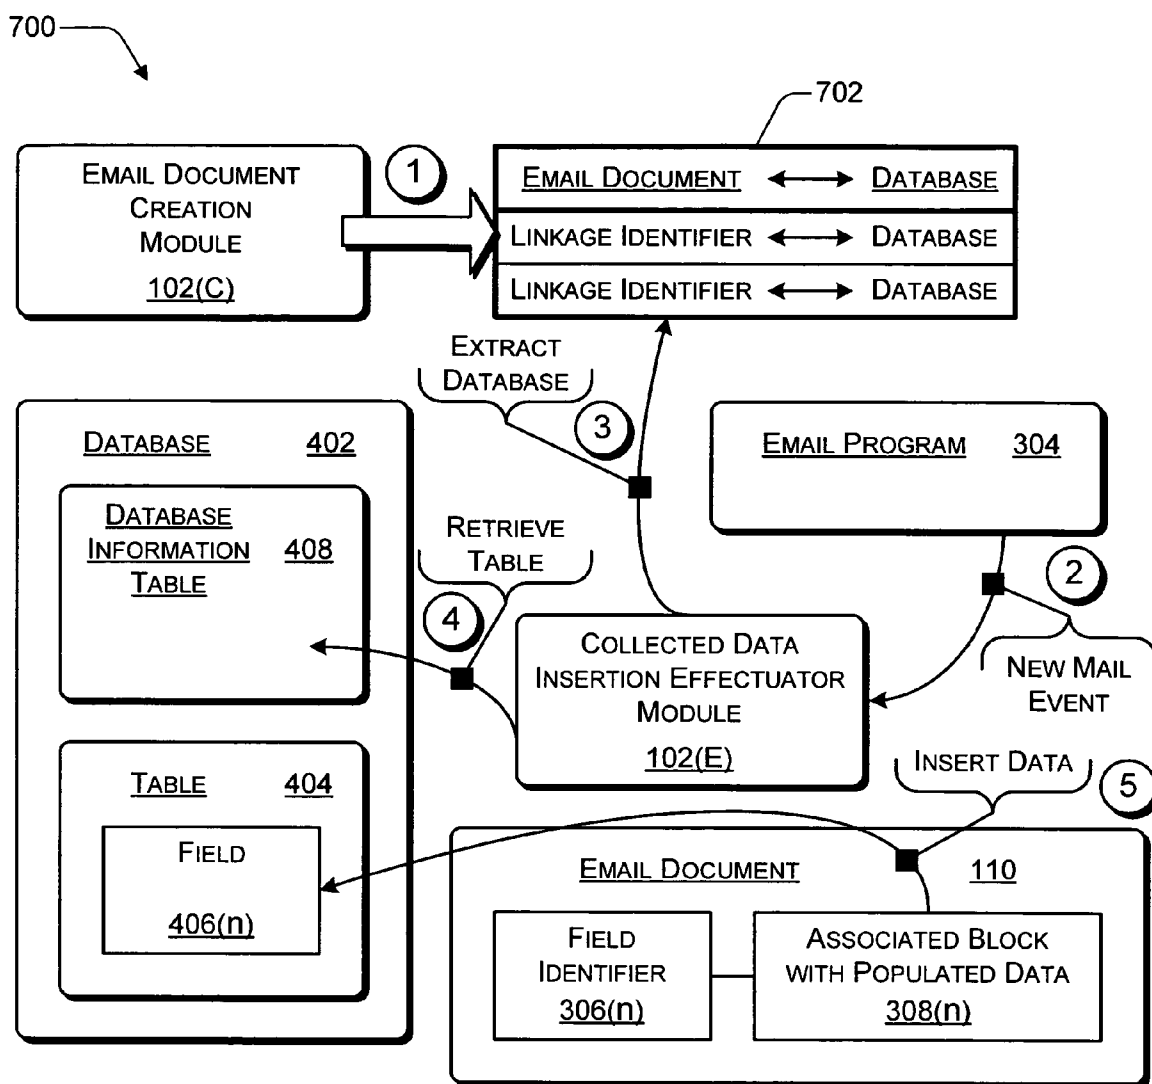 700
702
EMAIL DOCUMENT CREATION MODULE
102(C)
1
EMAIL DOCUMENT DATABASE
LINKAGE IDENTIFIER DATABASE
LINKAGE IDENTIFIER DATABASE
EXTRACT
DATABASE
3
EMAIL PROGRAM 304
2
NEW MAIL
EVENT
DATABASE 402
DATABASE
INFORMATION 408
TABLE
RETRIEVE
TABLE
4
COLLECTED DATA
INSERTION EFFECTUATOR
MODULE
102(E)
TABLE 404
FIELD
406(n)
INSERT DATA
5
EMAIL DOCUMENT 110
FIELD
IDENTIFIER
306(n)
ASSOCIATED BLOCK
WITH POPULATED DATA
308(n)